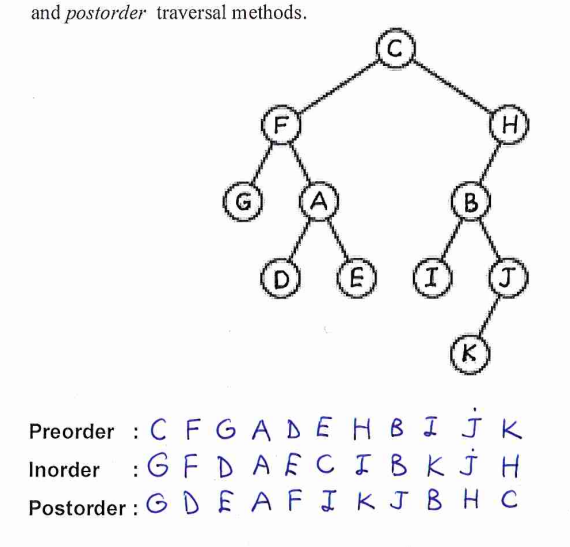 and postorder traversal methods.
C
F H
G A B
D E I J
K
Preorder : C F G A D E H B I J K
Inorder : G F D A E C I B K J H
Postorder : G D E A F I K J B H C